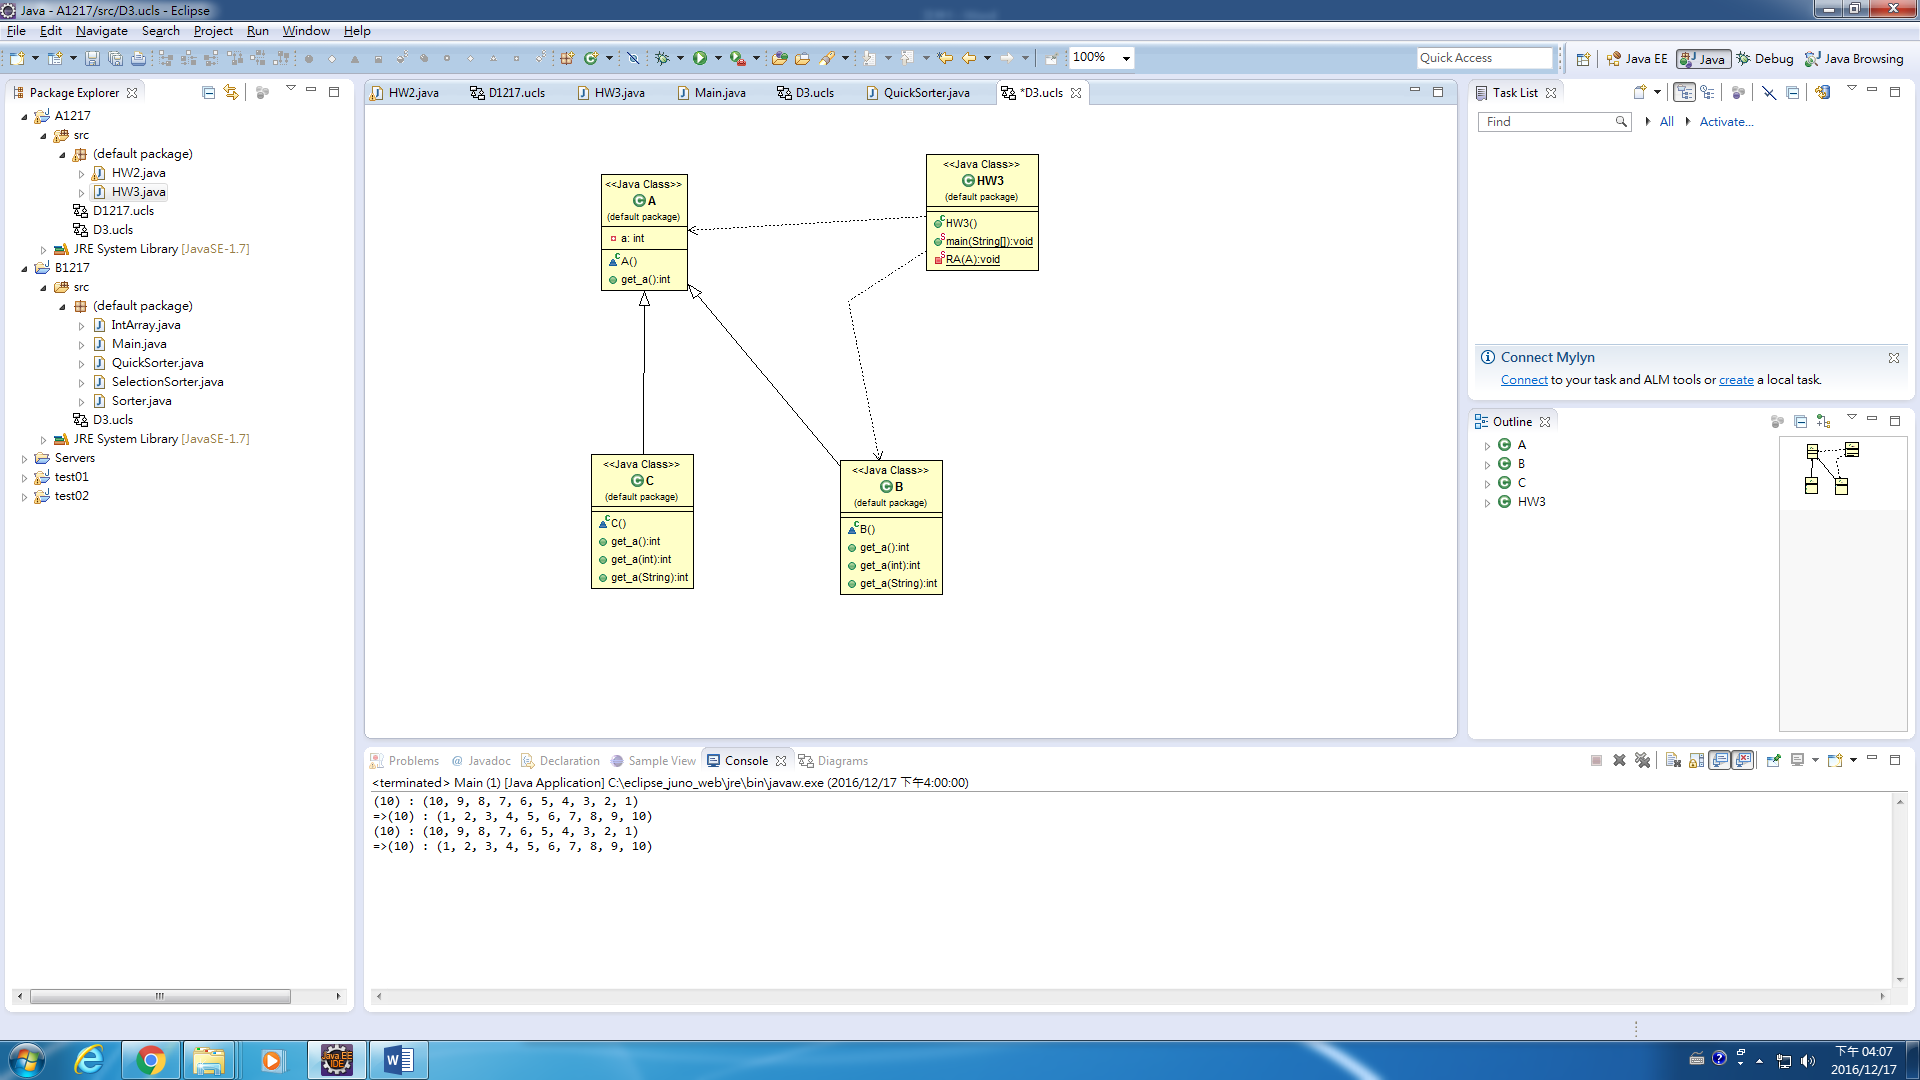 Java - A1217/src/D3.ucls - Eclipse
File Edit Navigate Search Project Run Window Help
100%
Quick Access
Java EE Java Debug Java Browsing
Package Explorer
A1217
src
(default package)
HW2.java
HW3.java
D1217.ucls
D3.ucls
JRE System Library [JavaSE-1.7]
B1217
src
(default package)
IntArray.java
Main.java
QuickSorter.java
SelectionSorter.java
Sorter.java
D3.ucls
JRE System Library [JavaSE-1.7]
Servers
test01
test02
HW2.java D1217.ucls HW3.java Main.java D3.ucls QuickSorter.java *D3.ucls
<<Java Class>>
A
(default package)
a: int
A()
get_a():int
<<Java Class>>
HW3
(default package)
HW3()
main(String[]):void
RA(A):void
<<Java Class>>
C
(default package)
C()
get_a():int
get_a(int):int
get_a(String):int
<<Java Class>>
B
(default package)
B()
get_a():int
get_a(int):int
get_a(String):int
Task List
Find
All
Activate...
Connect Mylyn
Connect to your task and ALM tools or create a local task.
Outline
A
B
C
HW3
Problems Javadoc Declaration Sample View Console Diagrams
<terminated> Main (1) [Java Application] C:\eclipse_juno_web\jre\bin\javaw.exe (2016/12/17 下午4:00:00)
(10) : (10, 9, 8, 7, 6, 5, 4, 3, 2, 1)
=>(10) : (1, 2, 3, 4, 5, 6, 7, 8, 9, 10)
(10) : (10, 9, 8, 7, 6, 5, 4, 3, 2, 1)
=>(10) : (1, 2, 3, 4, 5, 6, 7, 8, 9, 10)
Java EE
IDE
下午 04:07
2016/12/17